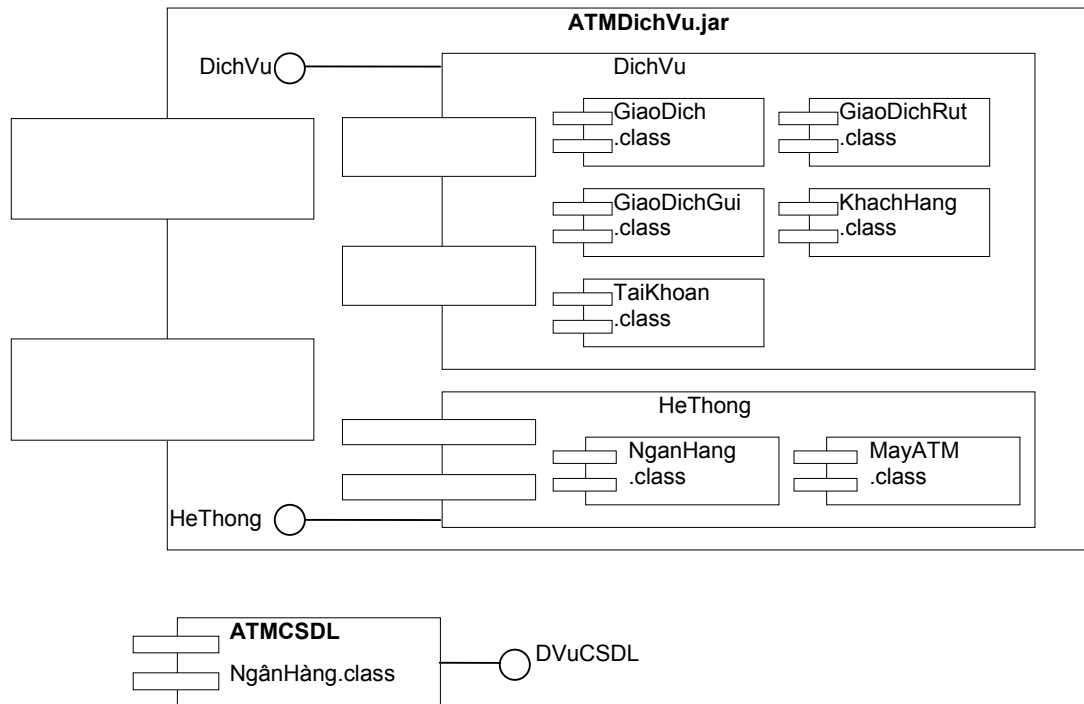 ATMDichVu.jar
DichVu
DichVu
GiaoDich
.class
GiaoDichRut
.class
GiaoDichGui
.class
KhachHang
.class
TaiKhoan
.class
HeThong
NganHang
.class
MayATM
.class
HeThong
ATMCSDL
NgânHàng.class
DVuCSDL